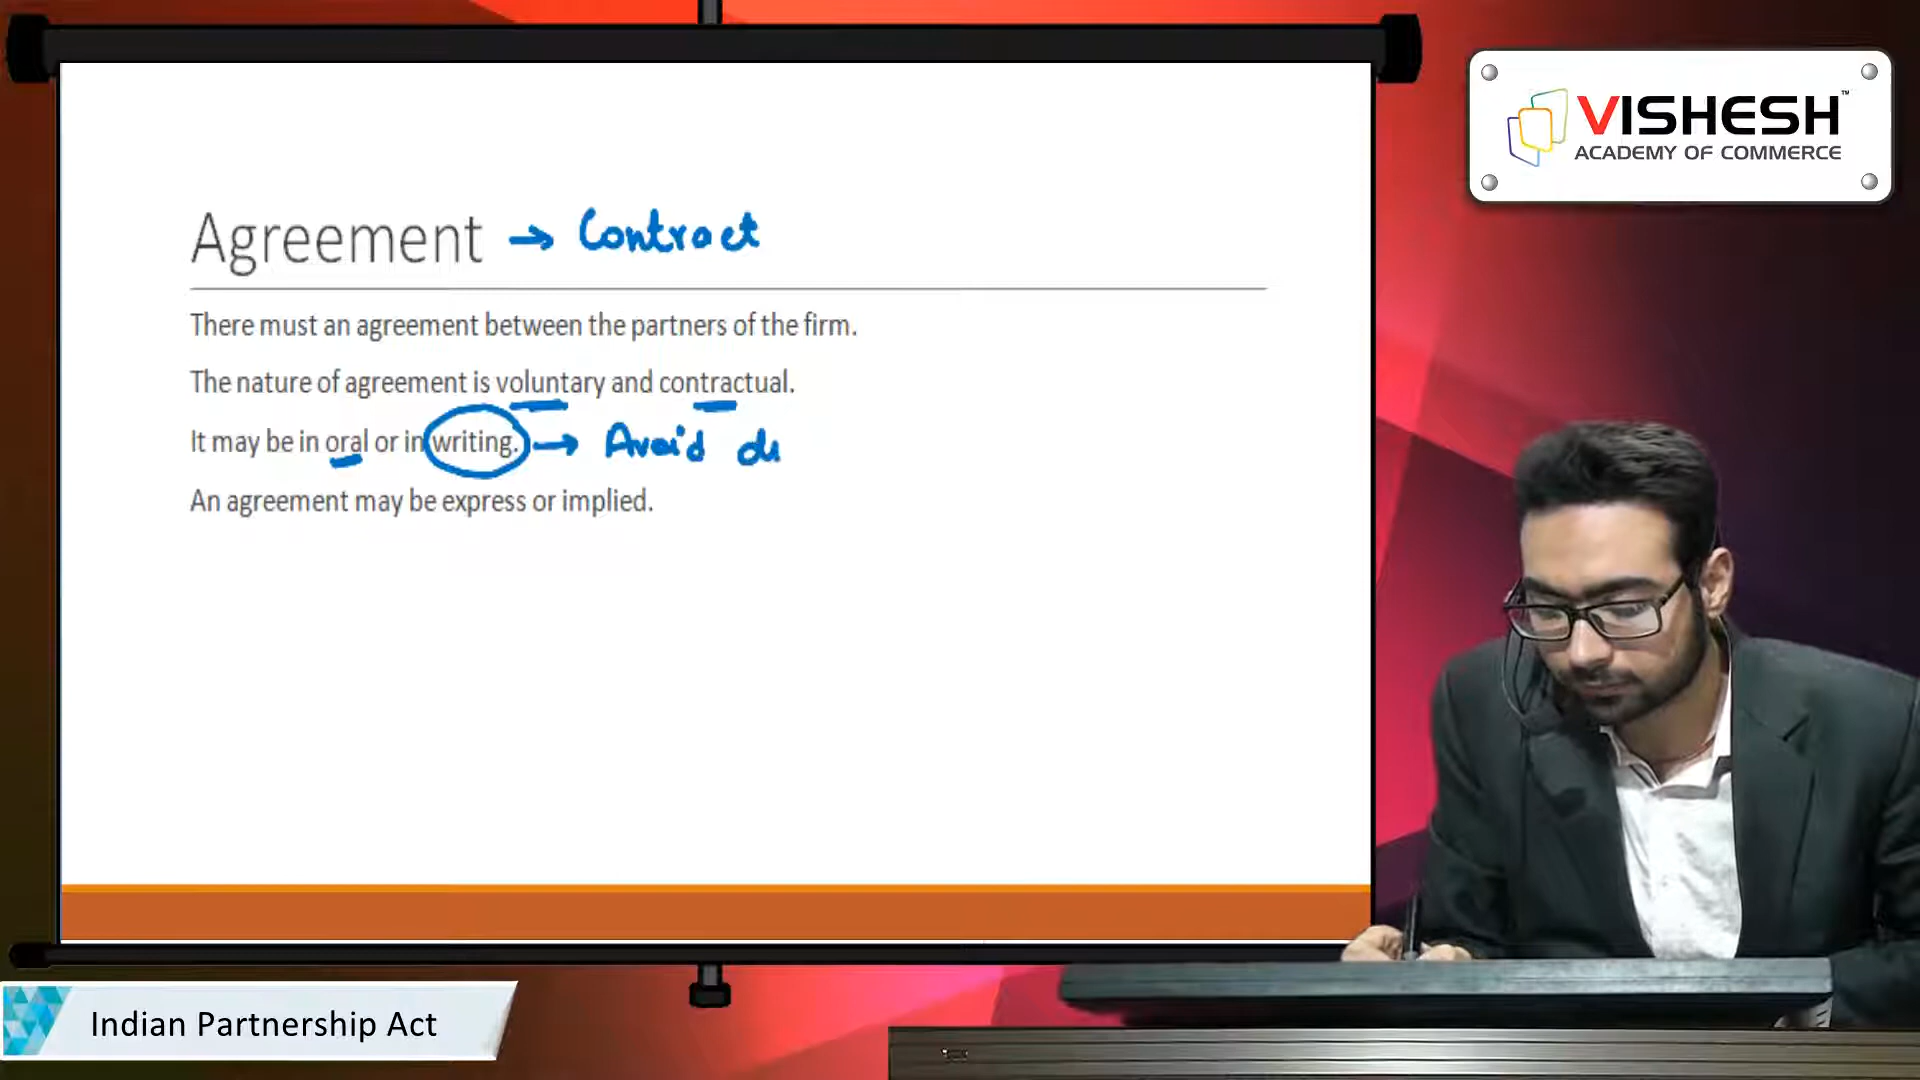 VISHESH™
ACADEMY OF COMMERCE
Agreement → Contract
There must an agreement between the partners of the firm.
The nature of agreement is voluntary and contractual.
It may be in oral or in writing. → Avoid di
An agreement may be express or implied.
Indian Partnership Act